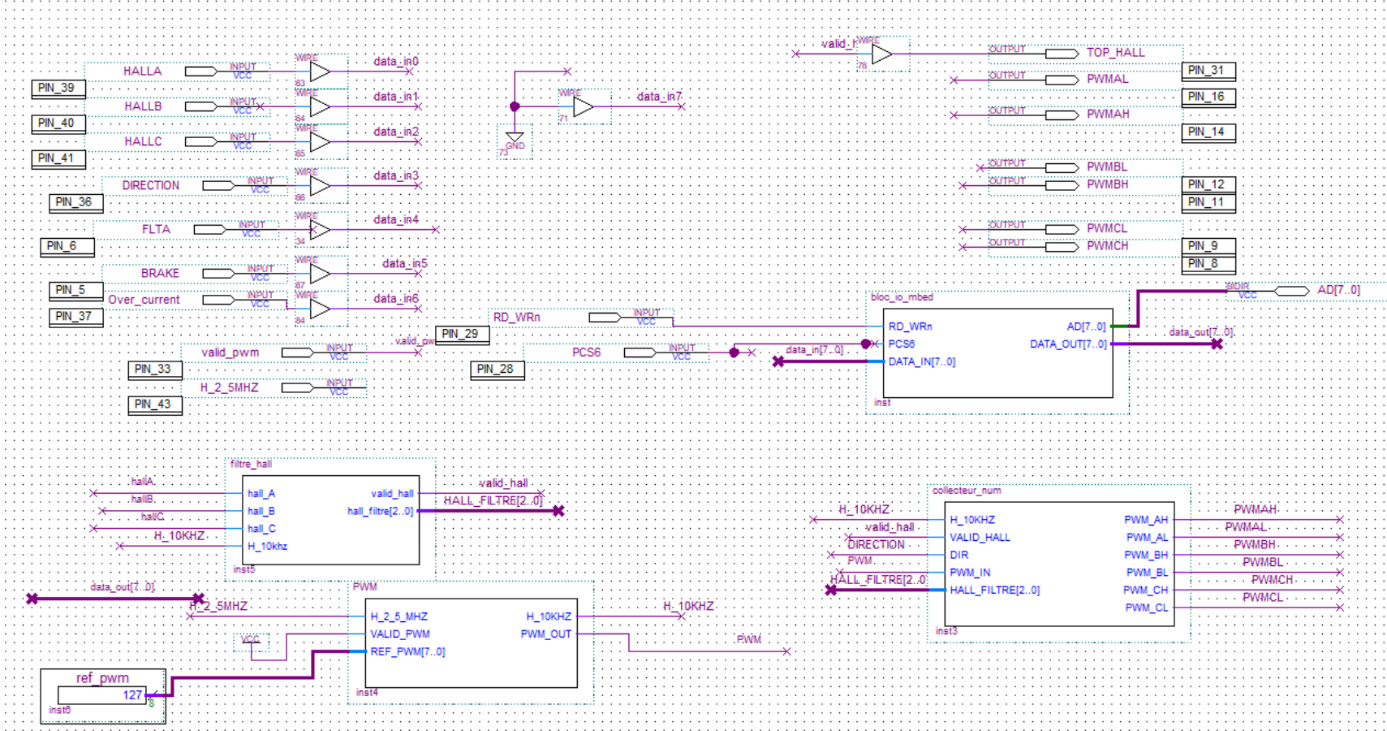 WIRE
HALLA INPUT VCC data_in0
PIN_39 63
WIRE
HALLB INPUT VCC data_in1
PIN_40 64
WIRE
HALLC INPUT VCC data_in2
PIN_41 65
WIRE
DIRECTION INPUT VCC data_in3
PIN_36 66
WIRE
FLTA INPUT VCC data_in4
PIN_6 34
WIRE
BRAKE INPUT VCC data_in5
PIN_5 67
WIRE
Over_current INPUT VCC data_in6
PIN_37 84
valid_pwm INPUT VCC
PIN_33
H_2_5MHZ INPUT VCC
PIN_43
WIRE data_in7
71
GND
73
WIRE
78
OUTPUT TOP_HALL
PIN_31
OUTPUT PWMAL
PIN_16
OUTPUT PWMAH
PIN_14
OUTPUT PWMBL
PIN_12
OUTPUT PWMBH
PIN_11
OUTPUT PWMCL
PIN_9
OUTPUT PWMCH
PIN_8
RD_WRn INPUT VCC
PIN_29
PCS6 INPUT VCC
PIN_28
data_in[7..0]
bloc_io_mbed
RD_WRn AD[7..0]
PCS6 DATA_OUT[7..0]
DATA_IN[7..0]
inst
BIDIR VCC AD[7..0]
data_out[7..0]
filtre_hall
hallA hall_A valid_hall valid_hall
hallB hall_B hall_filtre[2..0] HALL_FILTRE[2..0]
hallC hall_C
H_10KHZ H_10khz
inst5
data_out[7..0]
PWM
H_2_5MHZ H_2_5_MHZ H_10KHZ H_10KHZ
VCC VALID_PWM PWM_OUT PWM
REF_PWM[7..0]
inst4
ref_pwm
127
8
inst6
collecteur_num
H_10KHZ H_10KHZ PWM_AH PWMAH
valid_hall VALID_HALL PWM_AL PWMAL
DIRECTION DIR PWM_BH PWMBH
PWM PWM_IN PWM_BL PWMBL
HALL_FILTRE[2..0 HALL_FILTRE[2..0] PWM_CH PWMCH
PWM_CL PWMCL
inst3